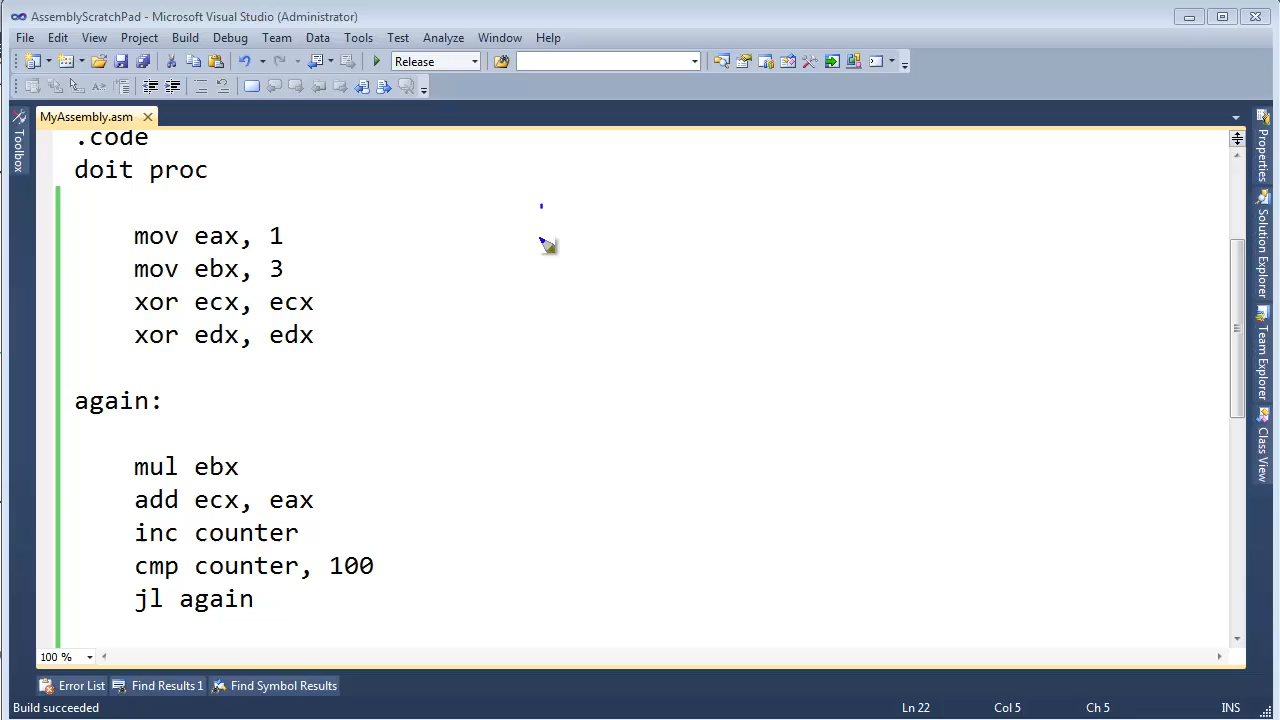 AssemblyScratchPad - Microsoft Visual Studio (Administrator)
File Edit View Project Build Debug Team Data Tools Test Analyze Window Help
Release
MyAssembly.asm
.code
doit proc
mov eax, 1
mov ebx, 3
xor ecx, ecx
xor edx, edx
again:
mul ebx
add ecx, eax
inc counter
cmp counter, 100
jl again
100 %
Toolbox
Properties
Solution Explorer
Team Explorer
Class View
Error List Find Results 1 Find Symbol Results
Build succeeded Ln 22 Col 5 Ch 5 INS